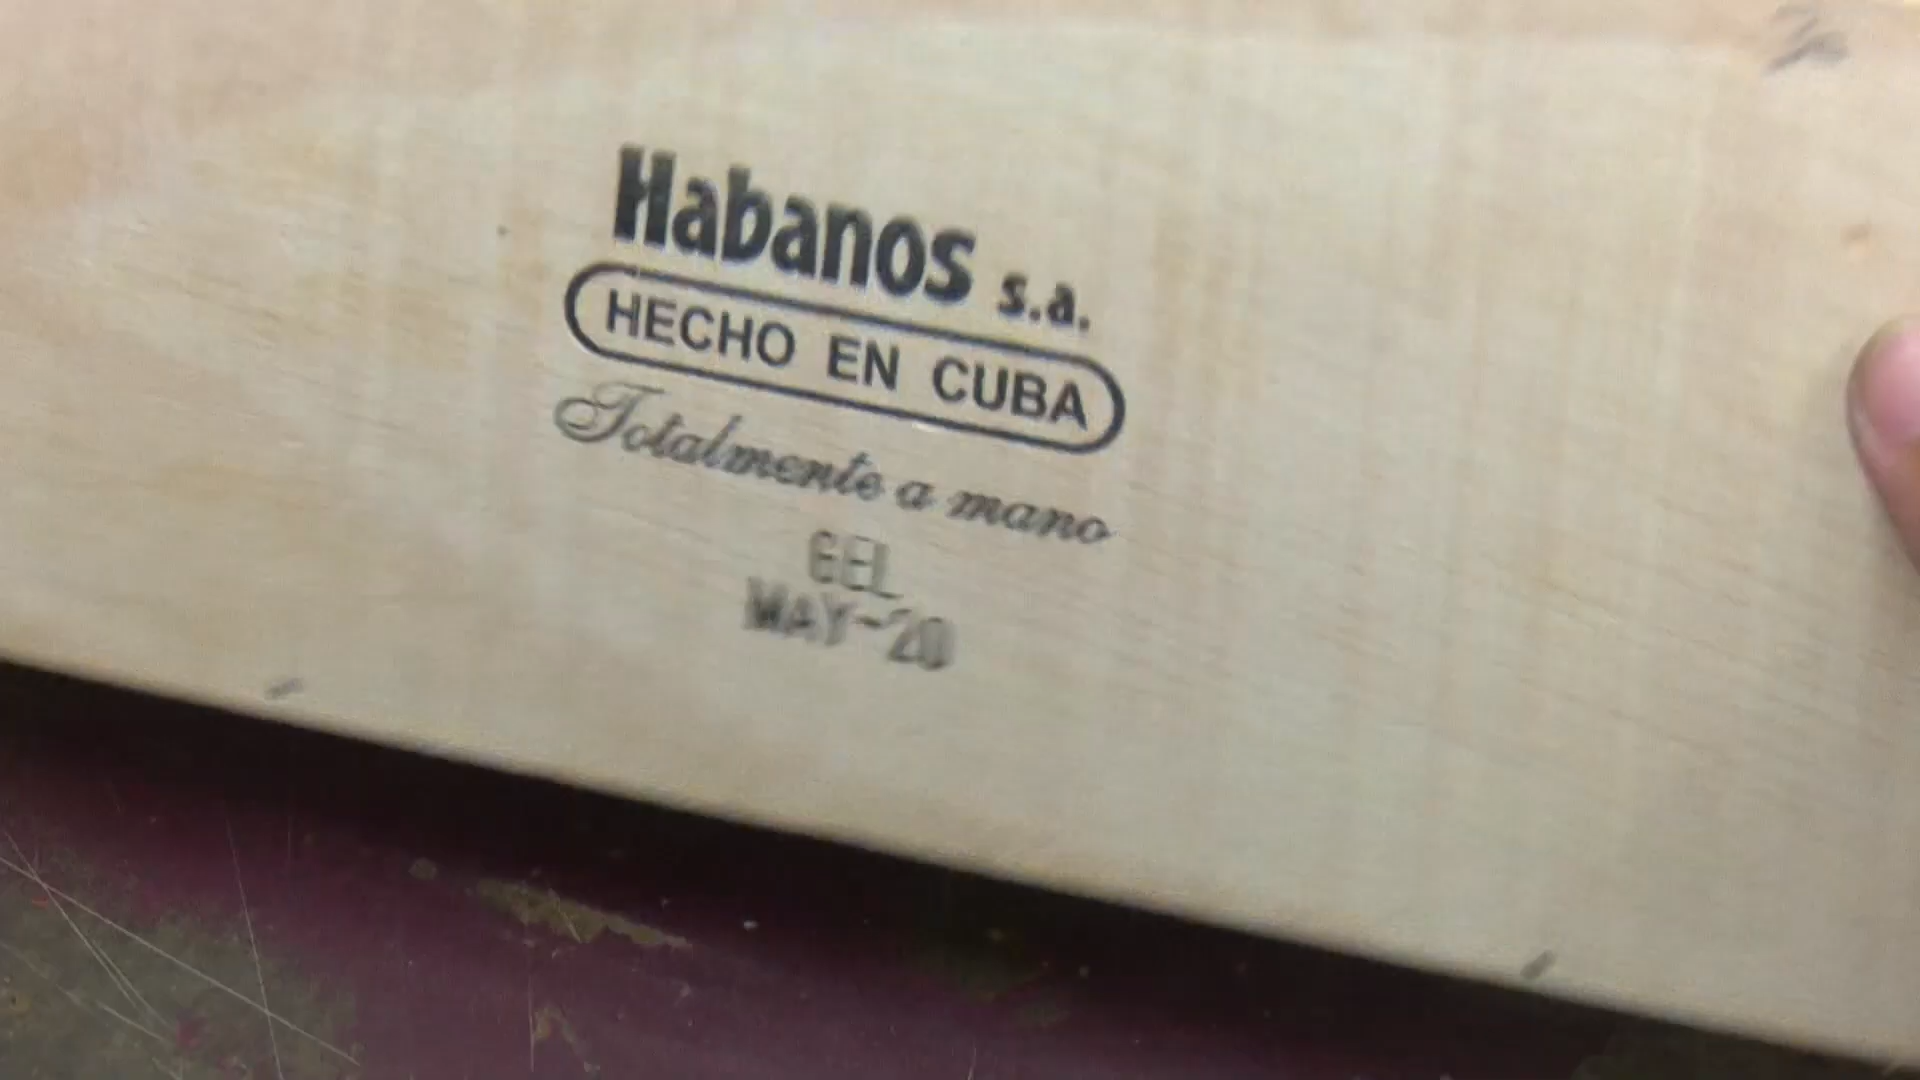 Habanos s.a.
HECHO EN CUBA
Totalmente a mano
GEL
MAY-20